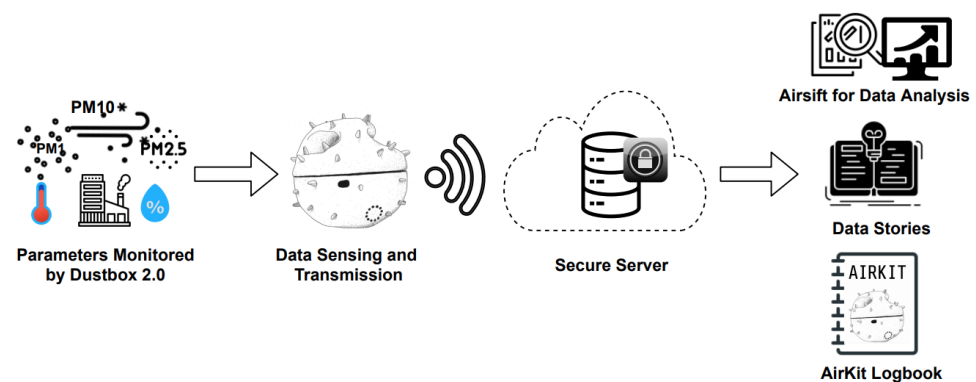 PM10*
PM1
*PM2.5
%
Parameters Monitored
by Dustbox 2.0
Data Sensing and
Transmission
Secure Server
Airsift for Data Analysis
Data Stories
AIRKIT
AirKit Logbook